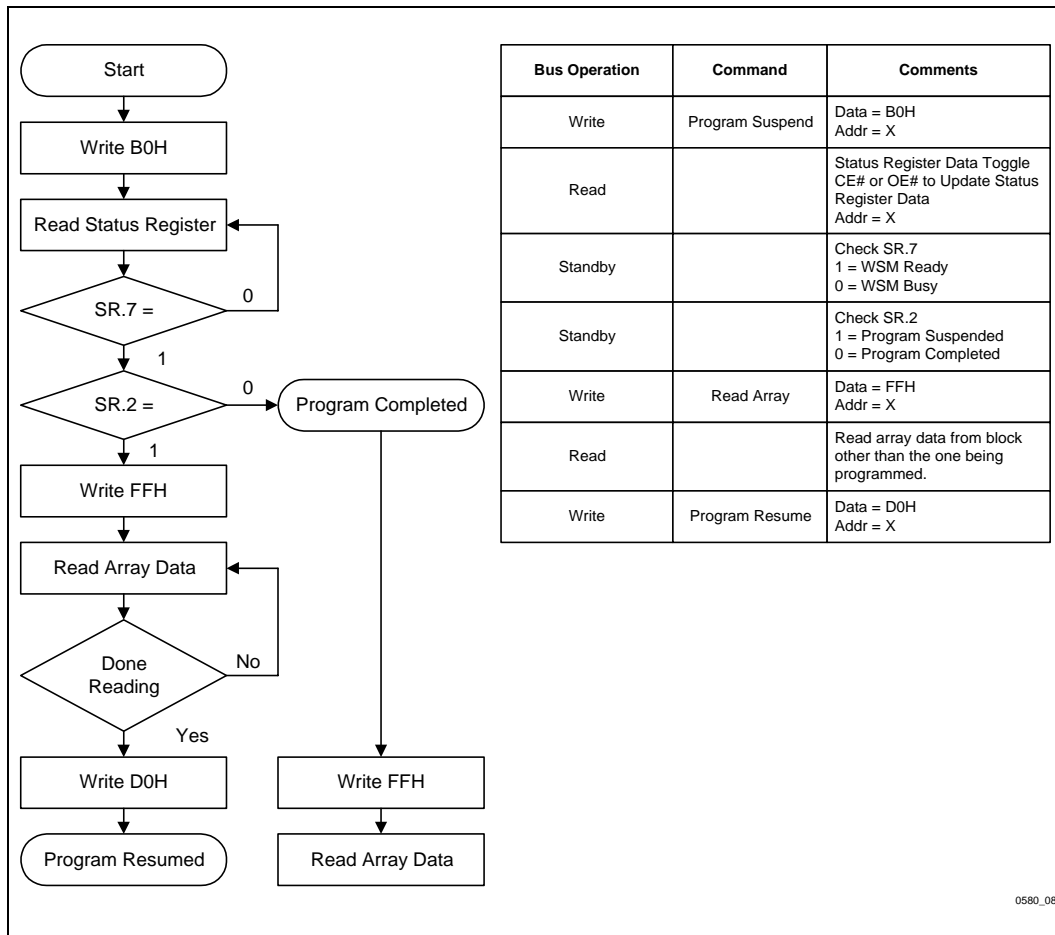 Start
Write B0H
Read Status Register
SR.7 =
0
1
SR.2 =
0
Program Completed
1
Write FFH
Read Array Data
Done
Reading
No
Yes
Write D0H
Write FFH
Program Resumed
Read Array Data
Bus Operation Command Comments
Write Program Suspend Data = B0H
Addr = X
Read Status Register Data Toggle
CE# or OE# to Update Status
Register Data
Addr = X
Standby Check SR.7
1 = WSM Ready
0 = WSM Busy
Standby Check SR.2
1 = Program Suspended
0 = Program Completed
Write Read Array Data = FFH
Addr = X
Read Read array data from block
other than the one being
programmed.
Write Program Resume Data = D0H
Addr = X
0580_08